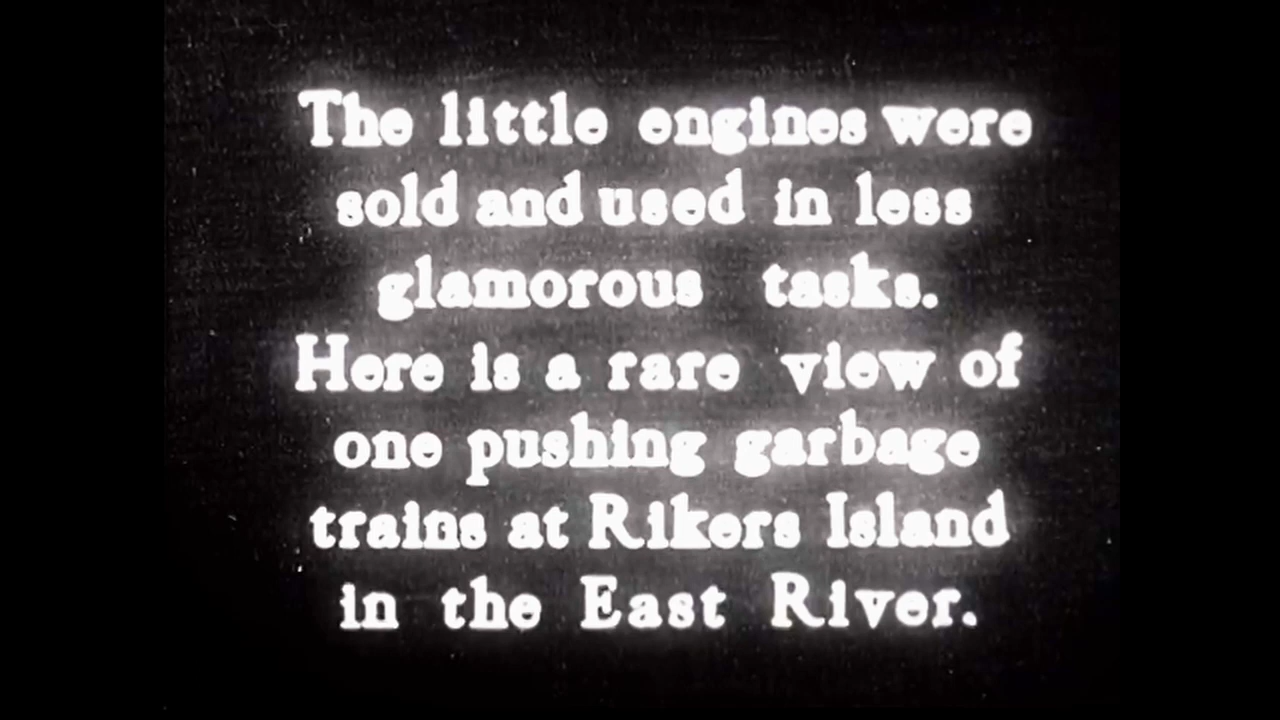 The little engines were
sold and used in less
glamorous tasks.
Here is a rare view of
one pushing garbage
trains at Rikers Island
in the East River.